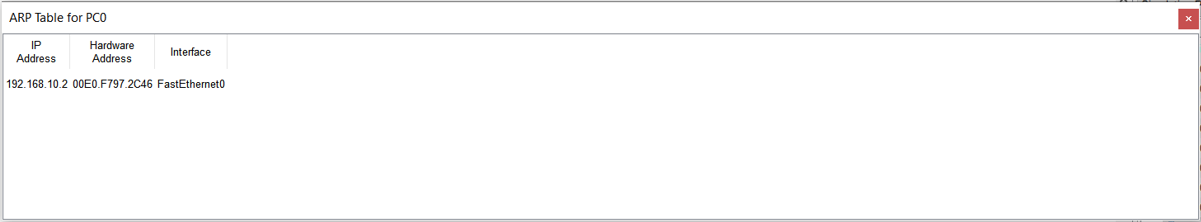 ARP Table for PC0
IP Address
Hardware Address
Interface
192.168.10.2 00E0.F797.2C46 FastEthernet0